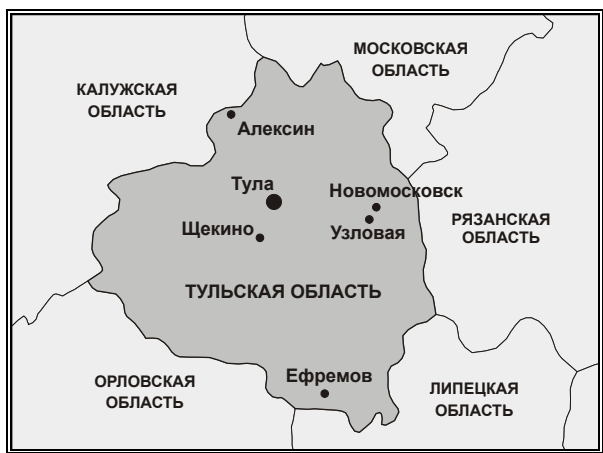 МОСКОВСКАЯ
ОБЛАСТЬ
КАЛУЖСКАЯ
ОБЛАСТЬ
Алексин
Тула
Новомосковск
Щекино
Узловая
РЯЗАНСКАЯ
ОБЛАСТЬ
ТУЛЬСКАЯ ОБЛАСТЬ
Ефремов
ОРЛОВСКАЯ
ОБЛАСТЬ
ЛИПЕЦКАЯ
ОБЛАСТЬ